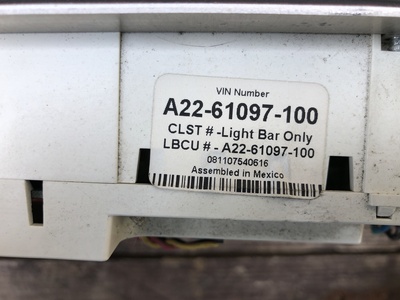 VIN Number
A22-61097-100
CLST # -Light Bar Only
LBCU # - A22-61097-100
081107540616
Assembled in Mexico